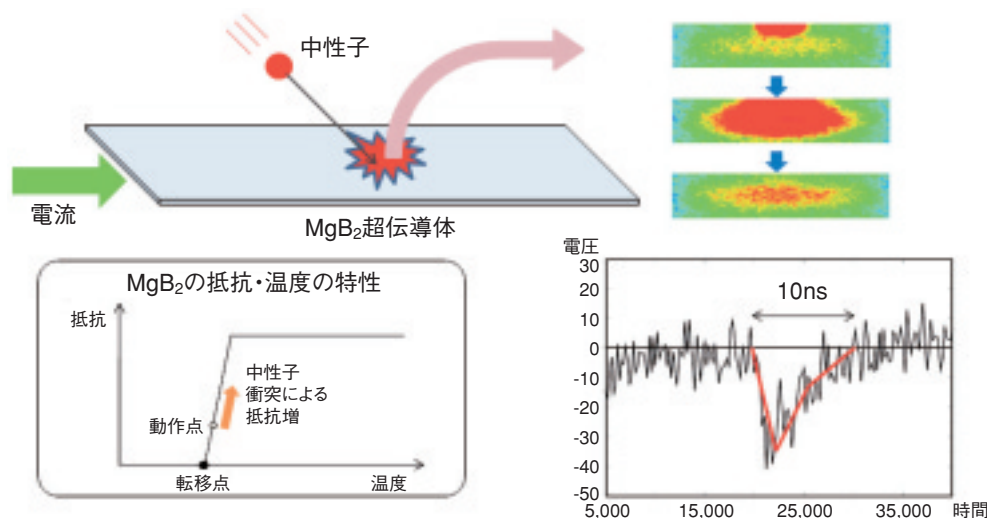 中性子
電流
MgB₂超伝導体
MgB₂の抵抗・温度の特性
抵抗
中性子
衝突による
抵抗増
動作点
転移点
温度
電圧
30
20
10
0
-10
-20
-30
-40
-50
10ns
5,000
15,000
25,000
35,000
時間